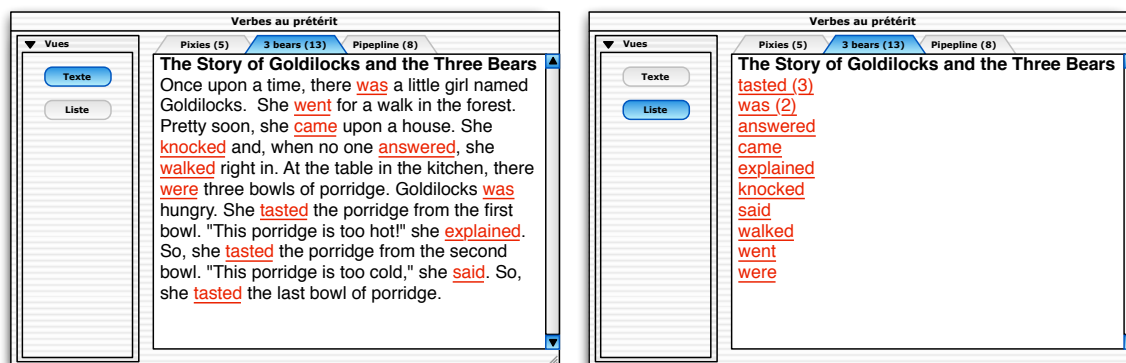 Verbes au prétérit
Vues
Texte
Liste
Pixies (5) 3 bears (13) Pipepline (8)
The Story of Goldilocks and the Three Bears
Once upon a time, there was a little girl named
Goldilocks.  She went for a walk in the forest.
Pretty soon, she came upon a house. She
knocked and, when no one answered, she
walked right in. At the table in the kitchen, there
were three bowls of porridge. Goldilocks was
hungry. She tasted the porridge from the first
bowl. "This porridge is too hot!" she explained.
So, she tasted the porridge from the second
bowl. "This porridge is too cold," she said. So,
she tasted the last bowl of porridge.
Verbes au prétérit
Vues
Texte
Liste
Pixies (5) 3 bears (13) Pipepline (8)
The Story of Goldilocks and the Three Bears
tasted (3)
was (2)
answered
came
explained
knocked
said
walked
went
were